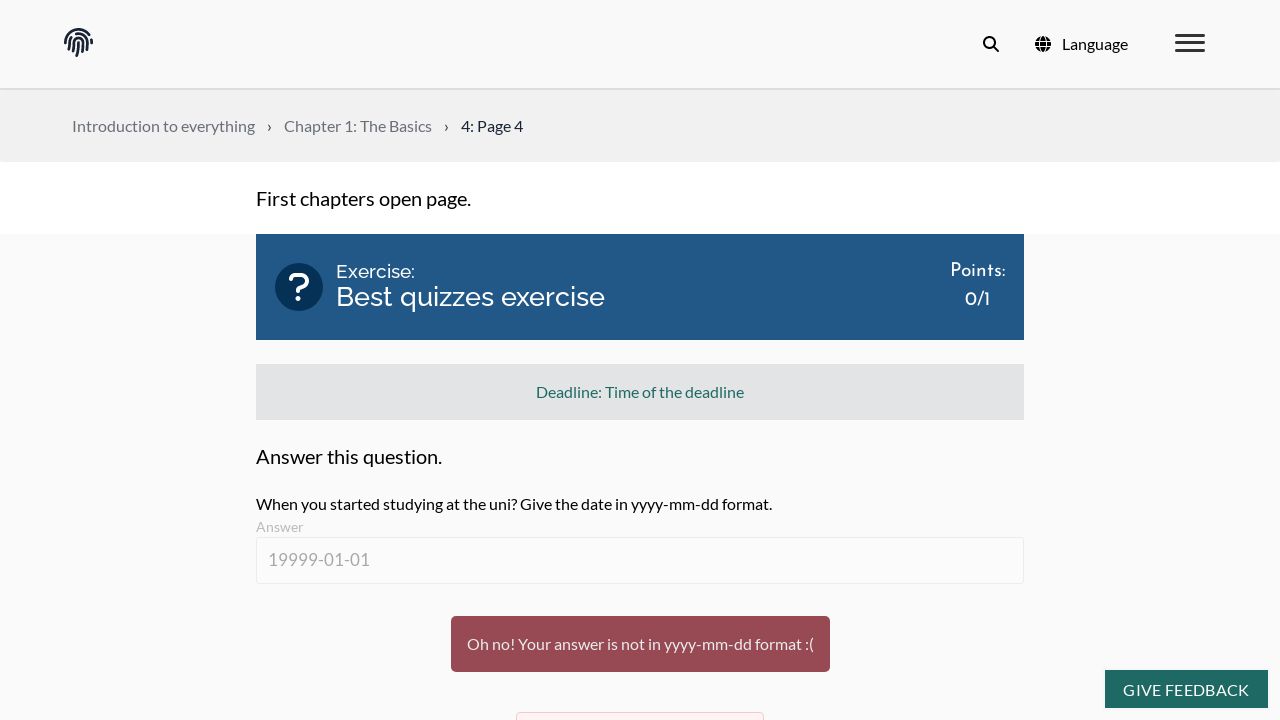 Language
Introduction to everything › Chapter 1: The Basics › 4: Page 4
First chapters open page.
Exercise:
Best quizzes exercise
Points:
0/1
Deadline: Time of the deadline
Answer this question.
When you started studying at the uni? Give the date in yyyy-mm-dd format.
Answer
19999-01-01
Oh no! Your answer is not in yyyy-mm-dd format :(
GIVE FEEDBACK